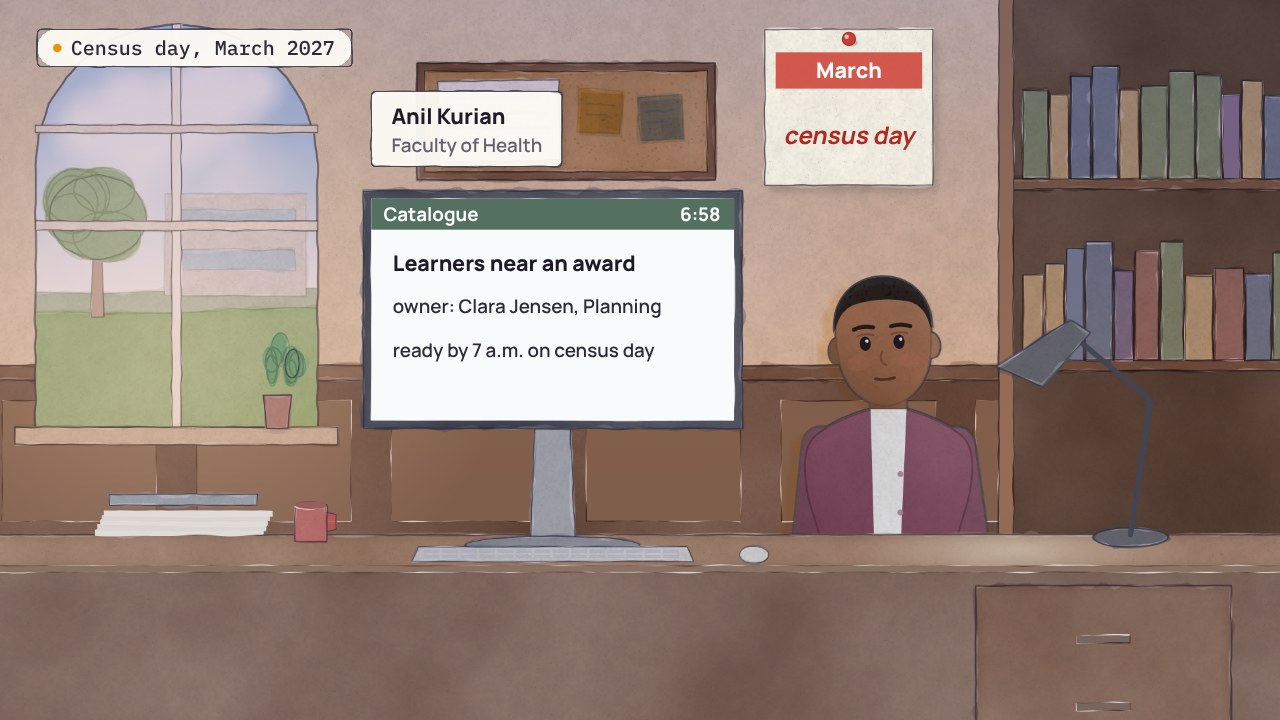 Census day, March 2027
Anil Kurian
Faculty of Health
March
census day
Catalogue 6:58
Learners near an award
owner: Clara Jensen, Planning
ready by 7 a.m. on census day